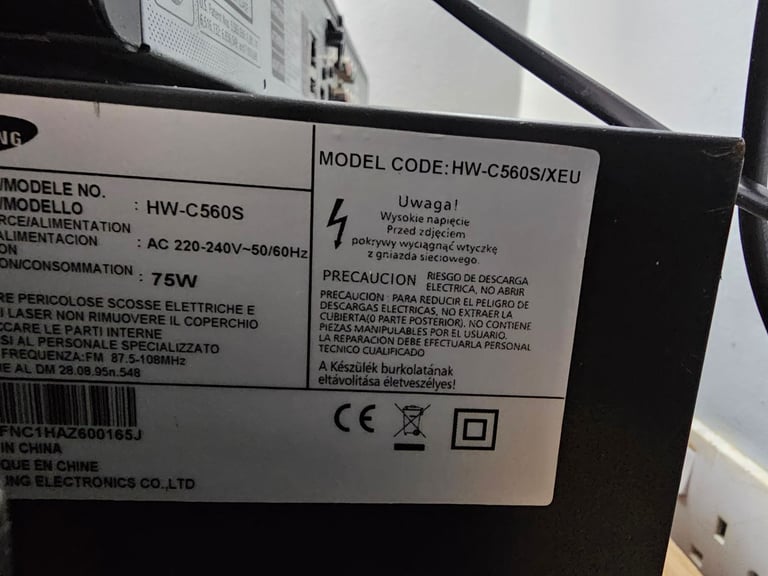 NG
/MODELE NO.
/MODELLO : HW-C560S
RCE/ALIMENTATION
ALIMENTACION : AC 220-240V~50/60Hz
ON
ON/CONSOMMATION : 75W
RE PERICOLOSE SCOSSE ELETTRICHE E
I LASER NON RIMUOVERE IL COPERCHIO
CCARE LE PARTI INTERNE
SI AL PERSONALE SPECIALIZZATO
FREQUENZA:FM 87.5-108MHz
E AL DM 28.08.95n.548
FNC1HAZ600165J
IN CHINA
QUE EN CHINE
ING ELECTRONICS CO.,LTD
MODEL CODE: HW-C560S/XEU
Uwaga!
Wysokie napięcie
Przed zdjęciem
pokrywy wyciągnąć wtyczkę
z gniazda sieciowego.
PRECAUCION RIESGO DE DESCARGA
ELECTRICA, NO ABRIR
PRECAUCION : PARA REDUCIR EL PELIGRO DE
DESCARGAS ELECTRICAS, NO EXTRAER LA
CUBIERTA(O PARTE POSTERIOR). NO CONTIENE
PIEZAS MANIPULABLES POR EL USUARIO.
LA REPARACION DEBE EFECTUARLA PERSONAL
TECNICO CUALIFICADO
A Készülék burkolatának
eltávolítása életveszélyes!
CE